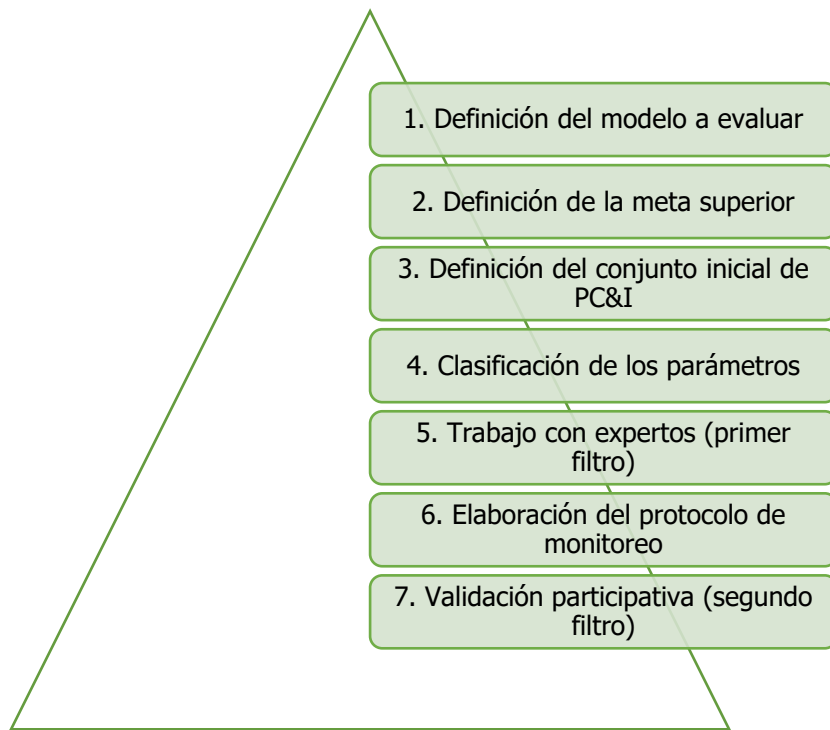 1. Definición del modelo a evaluar
2. Definición de la meta superior
3. Definición del conjunto inicial de
PC&I
4. Clasificación de los parámetros
5. Trabajo con expertos (primer
filtro)
6. Elaboración del protocolo de
monitoreo
7. Validación participativa (segundo
filtro)